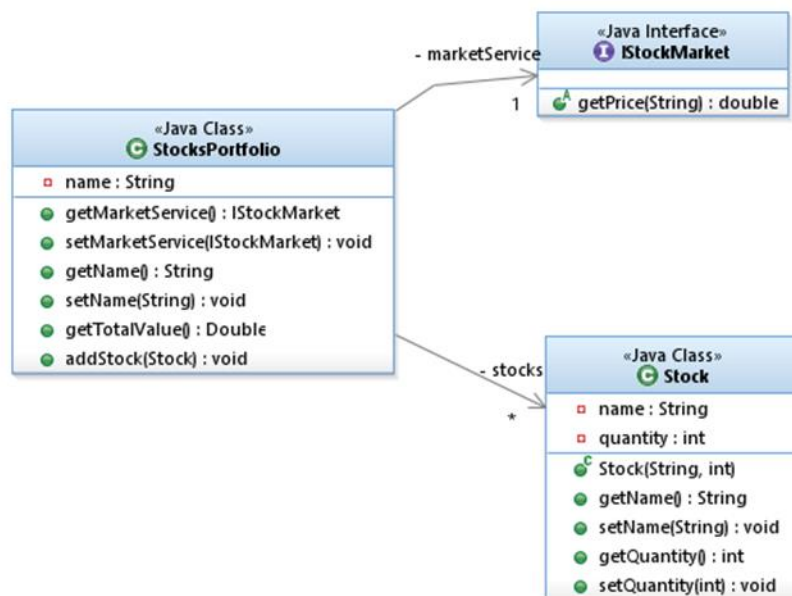 «Java Interface»
IStockMarket
getPrice(String) : double
- marketService
1
«Java Class»
StocksPortfolio
name : String
getMarketService() : IStockMarket
setMarketService(IStockMarket) : void
getName() : String
setName(String) : void
getTotalValue() : Double
addStock(Stock) : void
- stocks
*
«Java Class»
Stock
name : String
quantity : int
Stock(String, int)
getName() : String
setName(String) : void
getQuantity() : int
setQuantity(int) : void